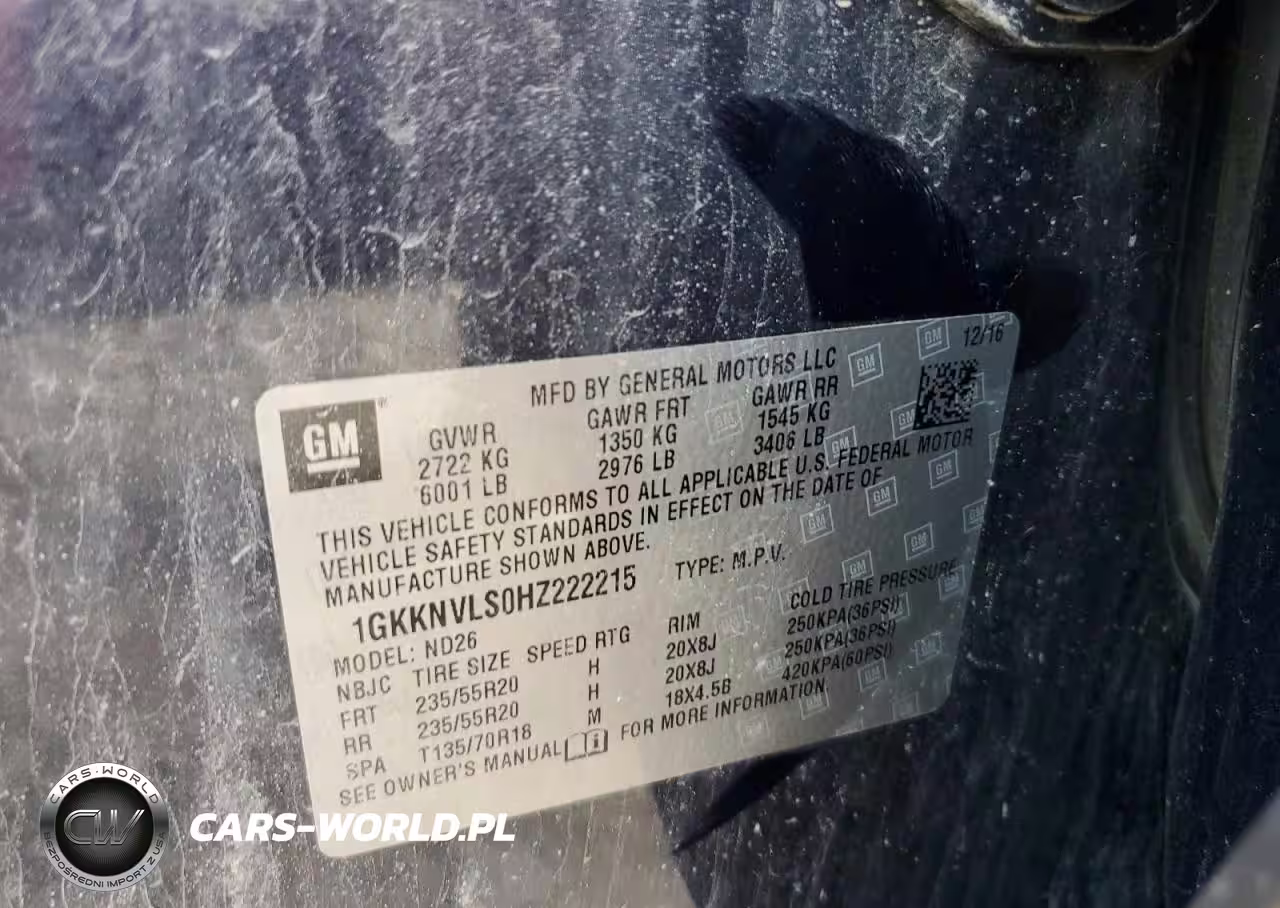 MFD BY GENERAL MOTORS LLC 12/16
GM ®
GVWR GAWR FRT GAWR RR
2722 KG 1350 KG 1545 KG
6001 LB 2976 LB 3406 LB
THIS VEHICLE CONFORMS TO ALL APPLICABLE U.S. FEDERAL MOTOR
VEHICLE SAFETY STANDARDS IN EFFECT ON THE DATE OF
MANUFACTURE SHOWN ABOVE.
1GKKNVLS0HZ222215 TYPE: M.P.V.
MODEL: ND26
NBJC TIRE SIZE SPEED RTG RIM COLD TIRE PRESSURE
FRT 235/55R20 H 20X8J 250KPA(36PSI)
RR 235/55R20 H 20X8J 250KPA(36PSI)
SPA T135/70R18 M 18X4.5B 420KPA(60PSI)
SEE OWNER'S MANUAL FOR MORE INFORMATION.
CARS-WORLD
CW
BEZPOŚREDNI IMPORT Z USA
CARS-WORLD.PL